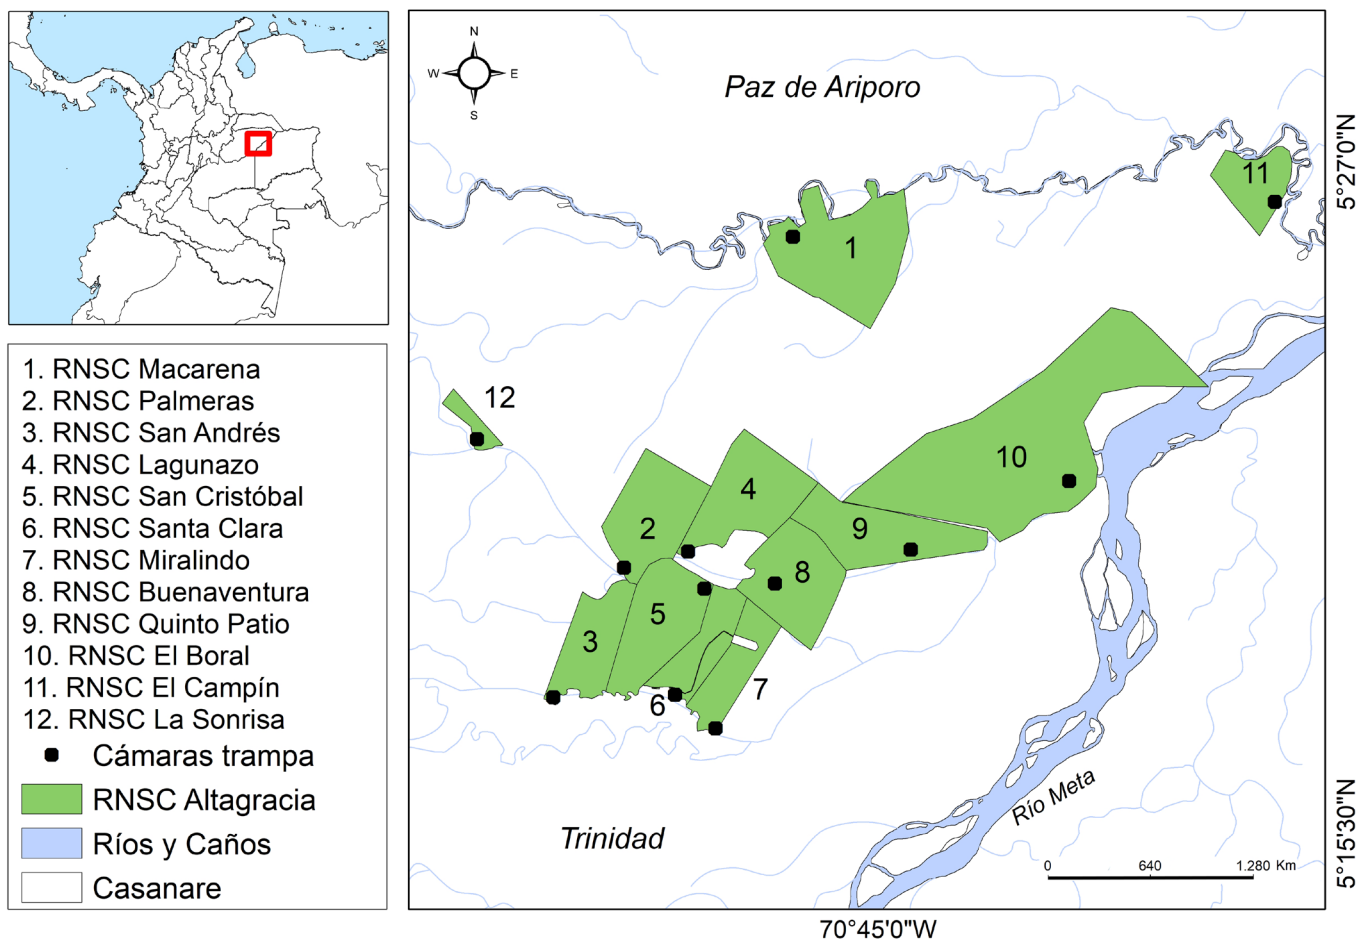 N
W E
S
Paz de Ariporo
5°27'0"N
11
1
12
10
4
2
9
8
5
3
7
6
1. RNSC Macarena
2. RNSC Palmeras
3. RNSC San Andrés
4. RNSC Lagunazo
5. RNSC San Cristóbal
6. RNSC Santa Clara
7. RNSC Miralindo
8. RNSC Buenaventura
9. RNSC Quinto Patio
10. RNSC El Boral
11. RNSC El Campín
12. RNSC La Sonrisa
Cámaras trampa
RNSC Altagracia
Ríos y Caños
Casanare
Río Meta
Trinidad
0 640 1.280 Km
5°15'30"N
70°45'0"W